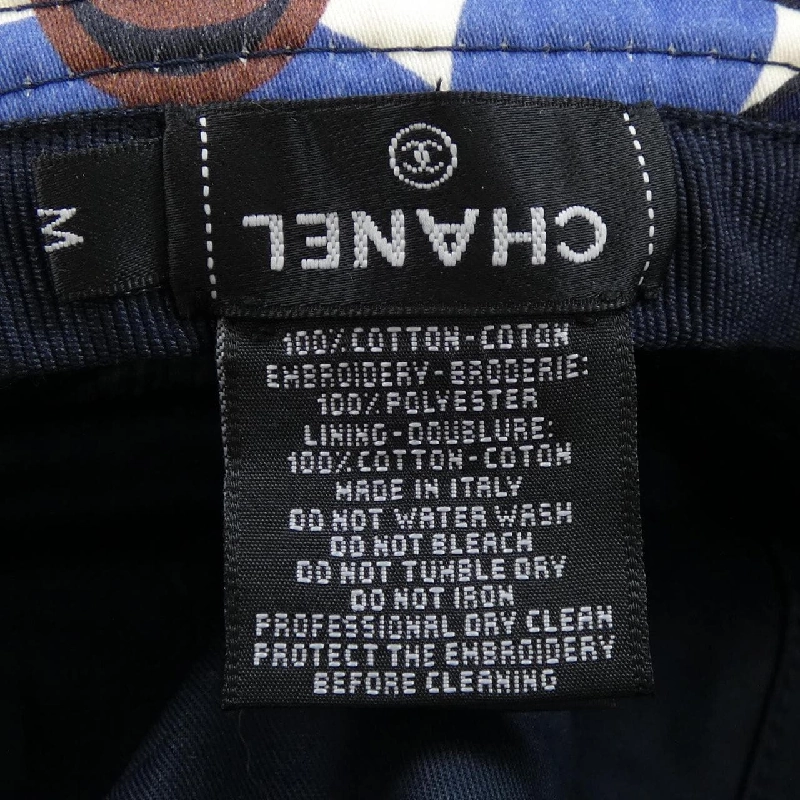 M
CHANEL
100% COTTON - COTON
EMBROIDERY - BRODERIE:
100% POLYESTER
LINING - DOUBLURE:
100% COTTON - COTON
MADE IN ITALY
DO NOT WATER WASH
DO NOT BLEACH
DO NOT TUMBLE DRY
DO NOT IRON
PROFESSIONAL DRY CLEAN
PROTECT THE EMBROIDERY
BEFORE CLEANING